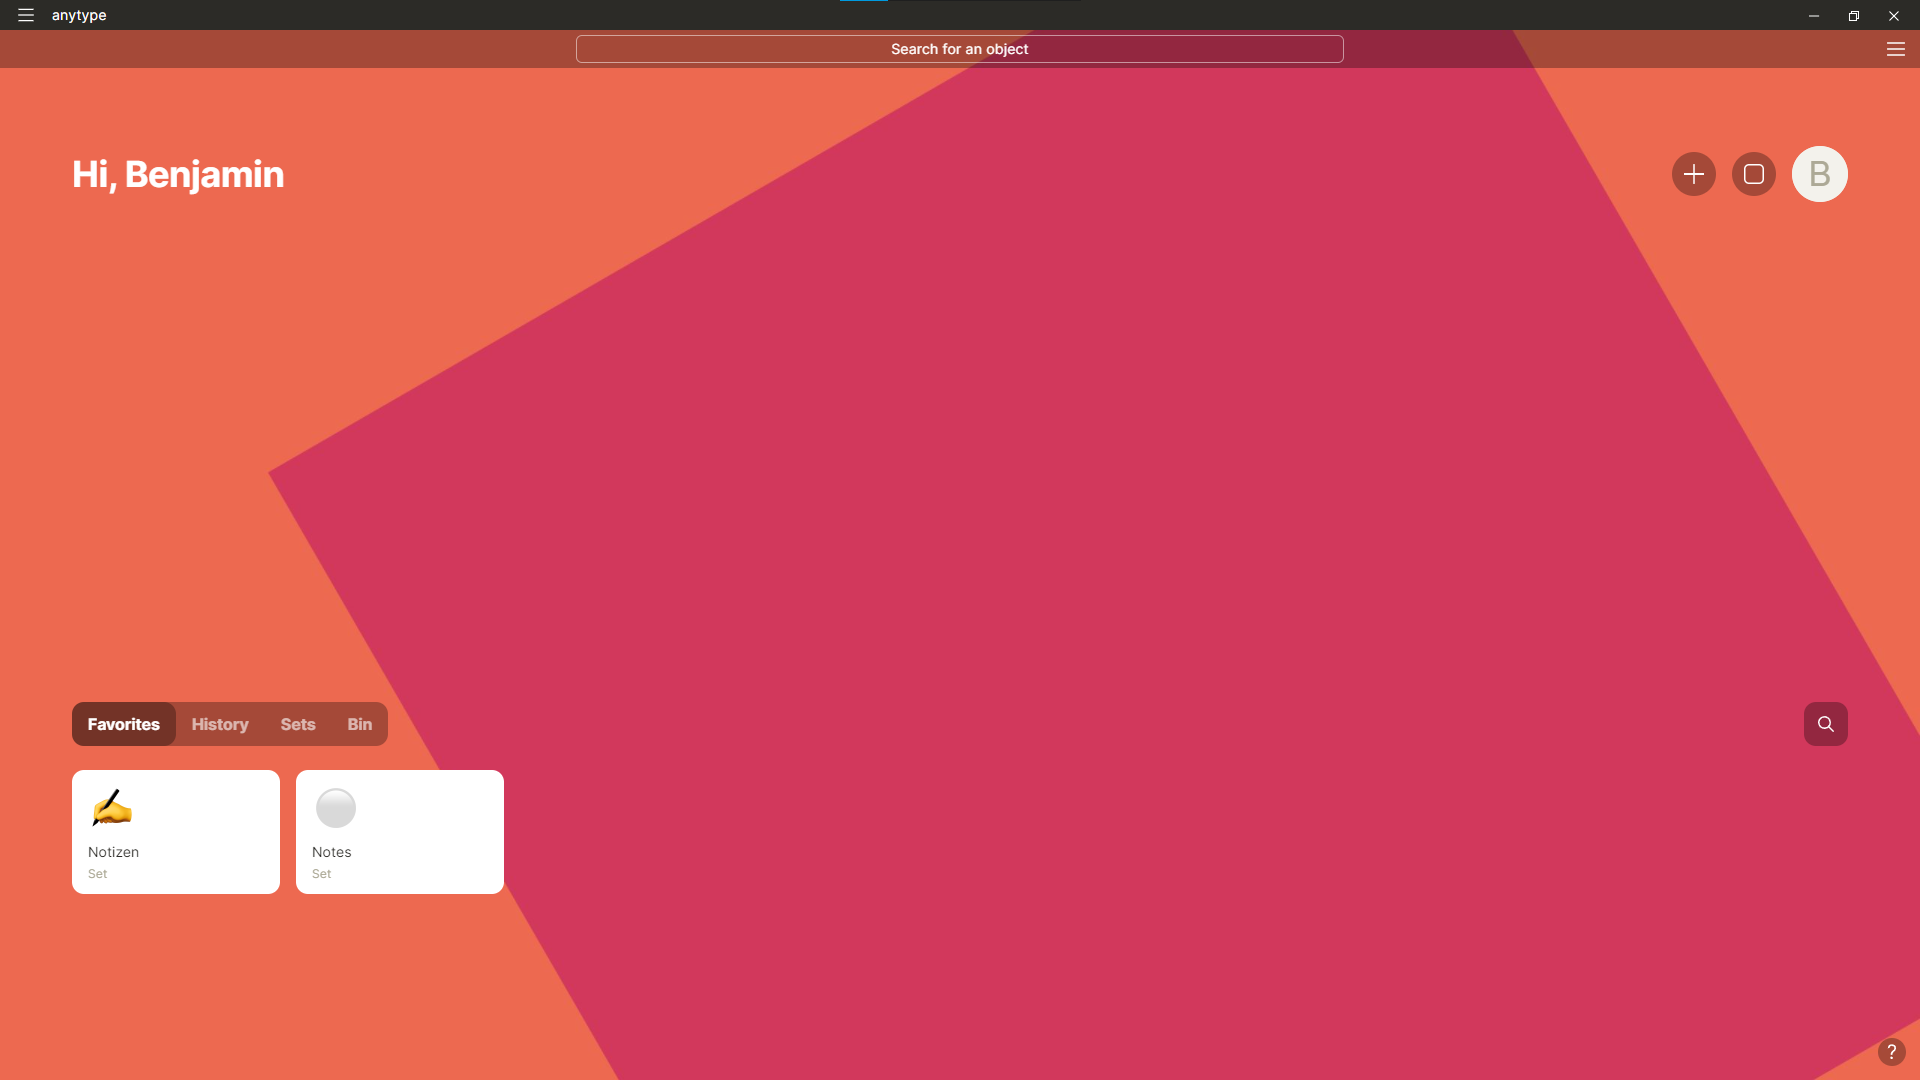 anytype
Search for an object
Hi, Benjamin
B
Favorites History Sets Bin
Notizen
Set
Notes
Set
?